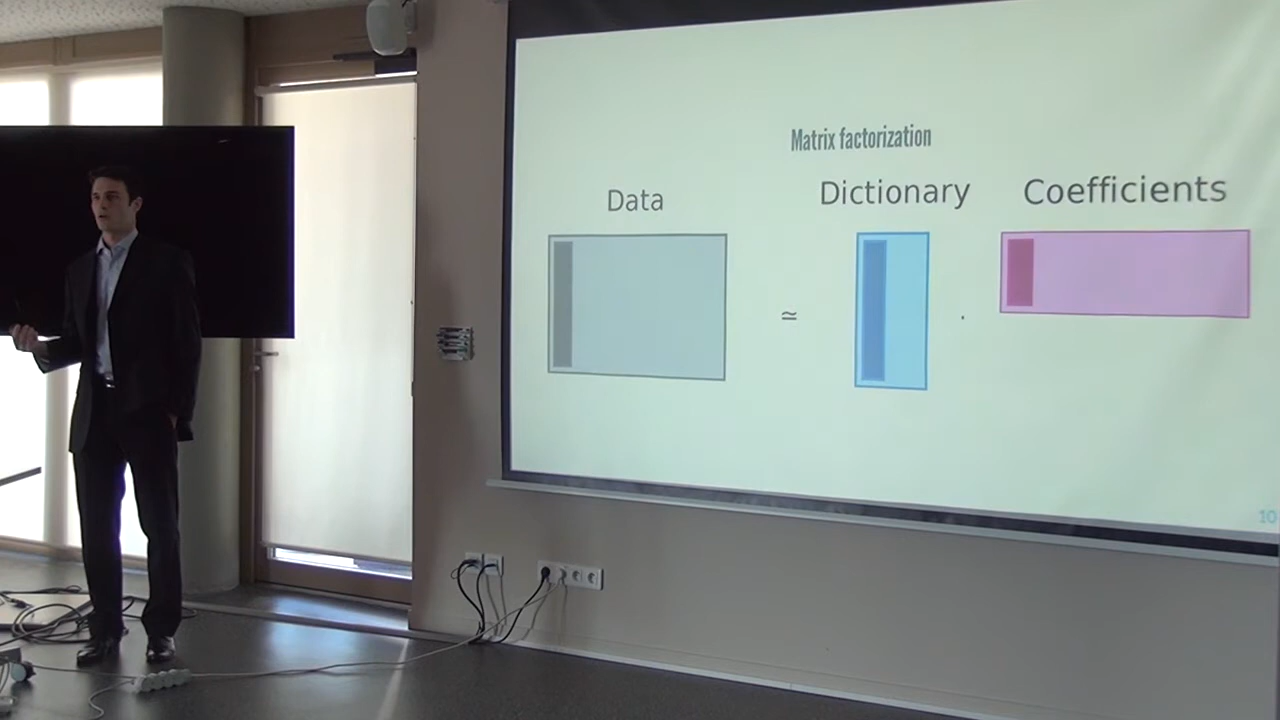 Matrix factorization
Data
Dictionary
Coefficients
≃
.
10